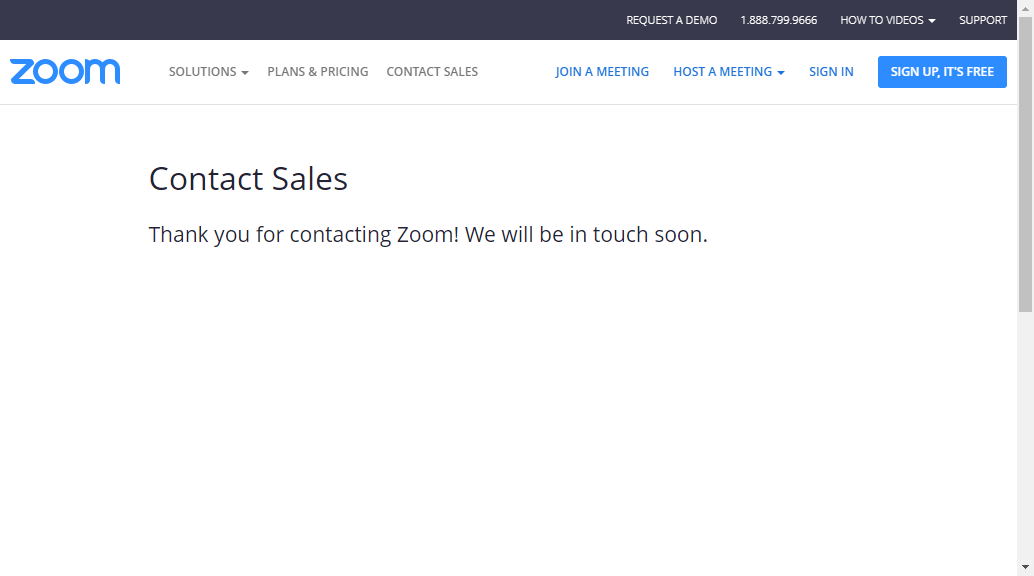 REQUEST A DEMO 1.888.799.9666 HOW TO VIDEOS SUPPORT
zoom SOLUTIONS PLANS & PRICING CONTACT SALES JOIN A MEETING HOST A MEETING SIGN IN SIGN UP, IT'S FREE
Contact Sales
Thank you for contacting Zoom! We will be in touch soon.